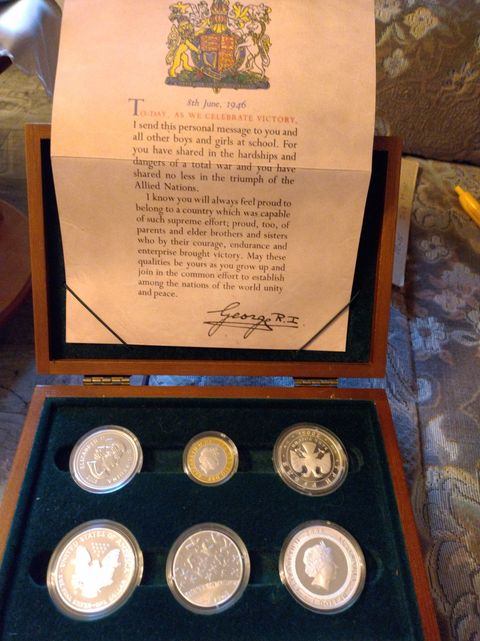 8th June, 1946
TO-DAY, AS WE CELEBRATE VICTORY,
I send this personal message to you and
all other boys and girls at school. For
you have shared in the hardships and
dangers of a total war and you have
shared no less in the triumph of the
Allied Nations.
I know you will always feel proud to
belong to a country which was capable
of such supreme effort; proud, too, of
parents and elder brothers and sisters
who by their courage, endurance and
enterprise brought victory. May these
qualities be yours as you grow up and
join in the common effort to establish
among the nations of the world unity
and peace.
George R.I.
ELIZABETH II
UNITED STATES OF